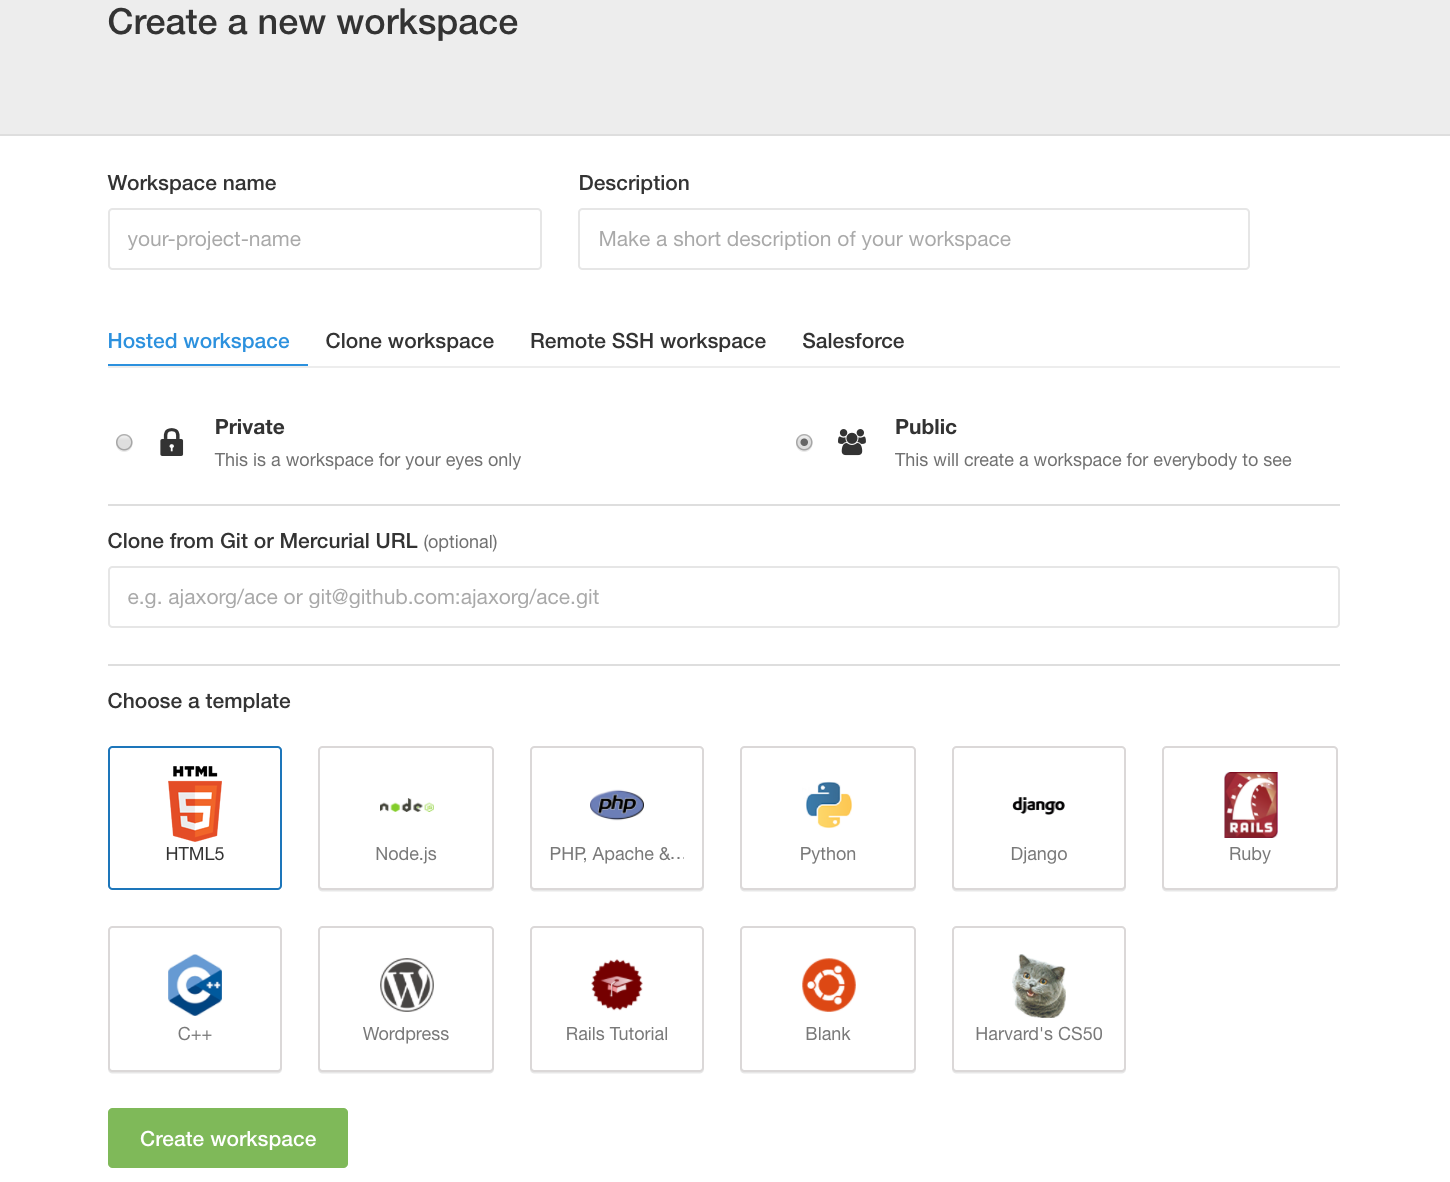 Create a new workspace
Workspace name
Description
your-project-name
Make a short description of your workspace
Hosted workspace
Clone workspace
Remote SSH workspace
Salesforce
Private
This is a workspace for your eyes only
Public
This will create a workspace for everybody to see
Clone from Git or Mercurial URL (optional)
e.g. ajaxorg/ace or git@github.com:ajaxorg/ace.git
Choose a template
HTML
5
HTML5
node
Node.js
php
PHP, Apache &...
Python
django
Django
RAILS
Ruby
C++
C++
W
Wordpress
Rails Tutorial
Blank
Harvard's CS50
Create workspace